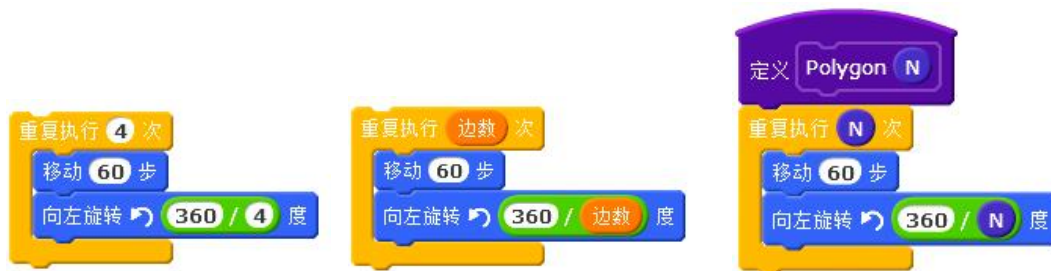 重复执行 4 次
移动 60 步
向左旋转 360 / 4 度
重复执行 边数 次
移动 60 步
向左旋转 360 / 边数 度
定义 Polygon N
重复执行 N 次
移动 60 步
向左旋转 360 / N 度